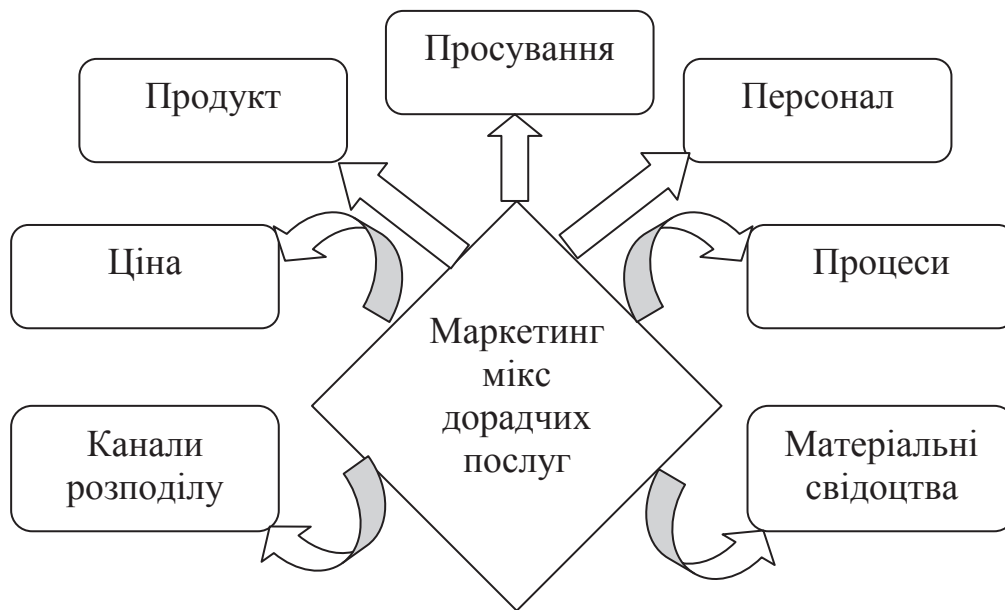 Просування
Продукт
Персонал
Ціна
Процеси
Маркетинг
мікс
дорадчих
послуг
Канали
розподілу
Матеріальні
свідоцтва